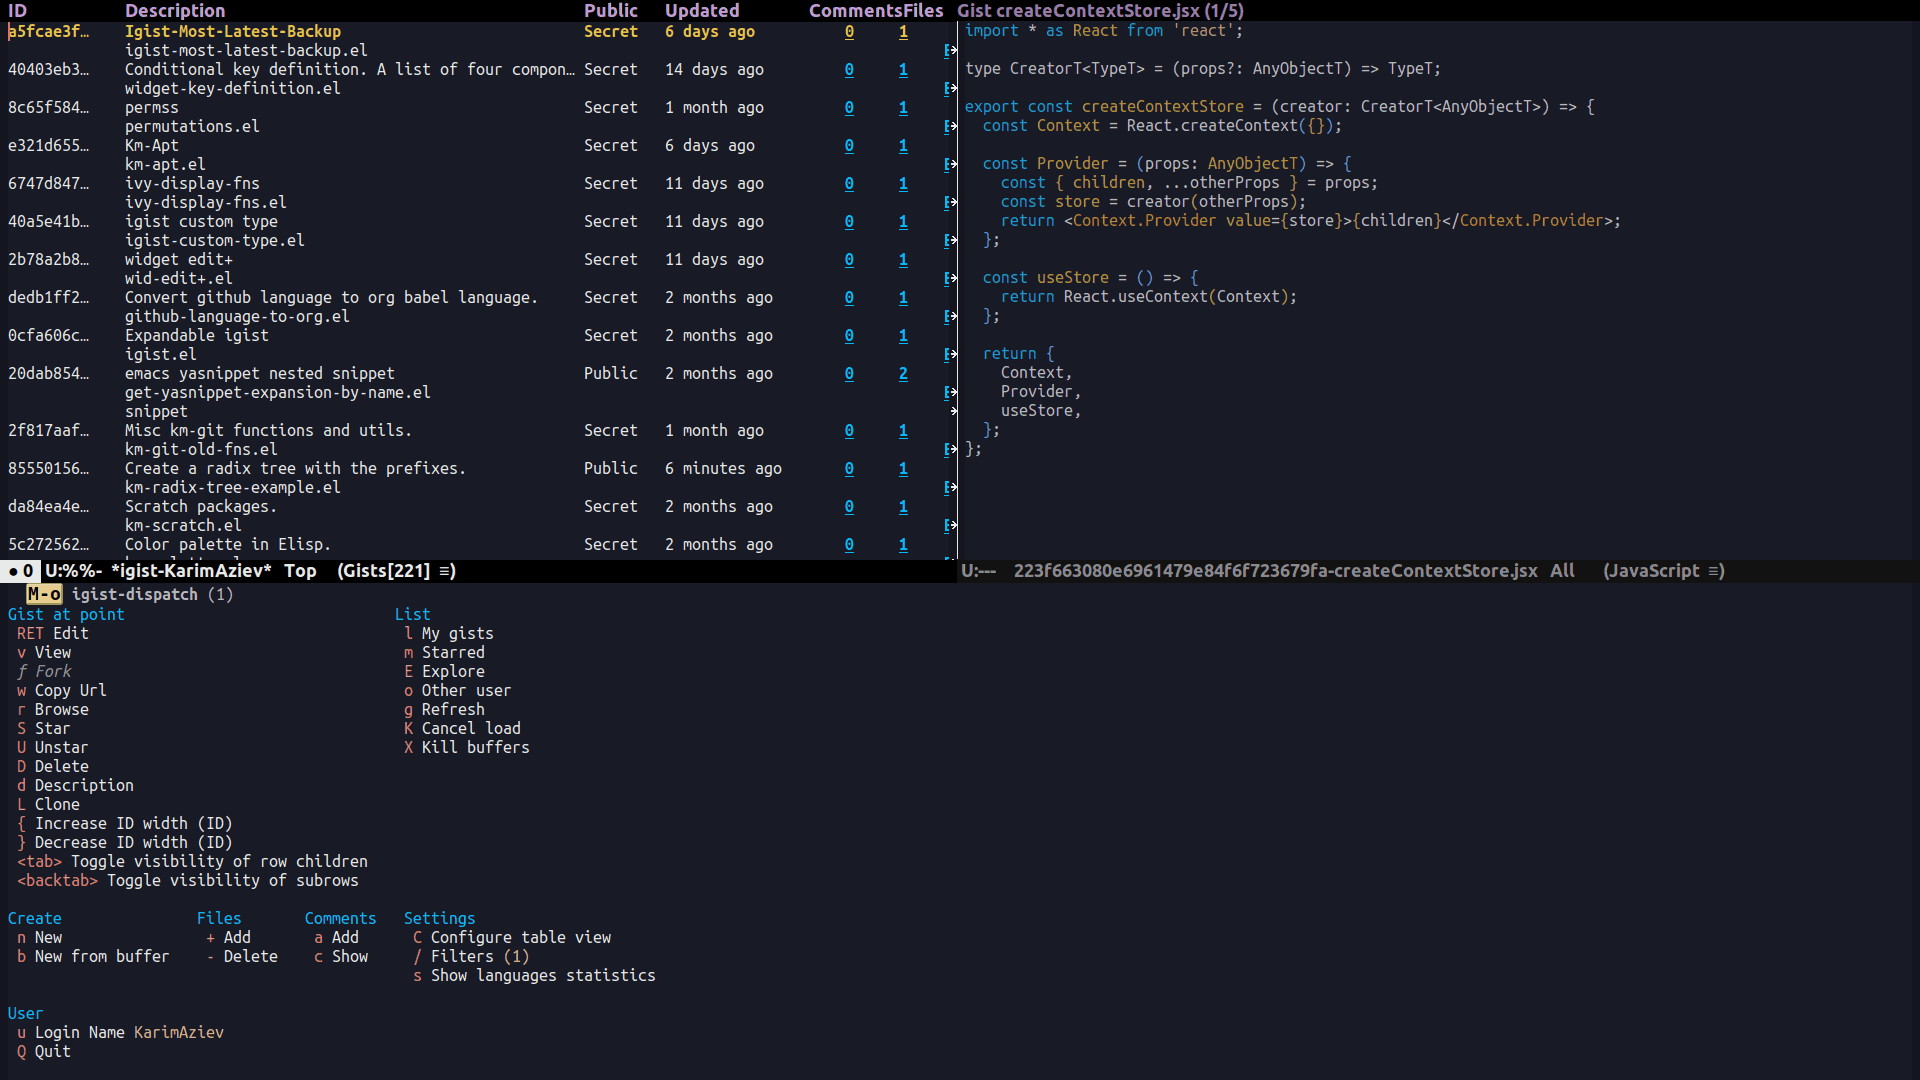 ID Description Public Updated CommentsFiles
a5fcae3f… Igist-Most-Latest-Backup Secret 6 days ago 0 1
igist-most-latest-backup.el
40403eb3… Conditional key definition. A list of four compon… Secret 14 days ago 0 1
widget-key-definition.el
8c65f584… permss Secret 1 month ago 0 1
permutations.el
e321d655… Km-Apt Secret 6 days ago 0 1
km-apt.el
6747d847… ivy-display-fns Secret 11 days ago 0 1
ivy-display-fns.el
40a5e41b… igist custom type Secret 11 days ago 0 1
igist-custom-type.el
2b78a2b8… widget edit+ Secret 11 days ago 0 1
wid-edit+.el
dedb1ff2… Convert github language to org babel language. Secret 2 months ago 0 1
github-language-to-org.el
0cfa606c… Expandable igist Secret 2 months ago 0 1
igist.el
20dab854… emacs yasnippet nested snippet Public 2 months ago 0 2
get-yasnippet-expansion-by-name.el
snippet
2f817aaf… Misc km-git functions and utils. Secret 1 month ago 0 1
km-git-old-fns.el
85550156… Create a radix tree with the prefixes. Public 6 minutes ago 0 1
km-radix-tree-example.el
da84ea4e… Scratch packages. Secret 2 months ago 0 1
km-scratch.el
5c272562… Color palette in Elisp. Secret 2 months ago 0 1
● 0 U:%%- *igist-KarimAziev* Top (Gists[221] ≡)
Gist createContextStore.jsx (1/5)
import * as React from 'react';
type CreatorT<TypeT> = (props?: AnyObjectT) => TypeT;
export const createContextStore = (creator: CreatorT<AnyObjectT>) => {
const Context = React.createContext({});
const Provider = (props: AnyObjectT) => {
const { children, ...otherProps } = props;
const store = creator(otherProps);
return <Context.Provider value={store}>{children}</Context.Provider>;
};
const useStore = () => {
return React.useContext(Context);
};
return {
Context,
Provider,
useStore,
};
};
U:--- 223f663080e6961479e84f6f723679fa-createContextStore.jsx All (JavaScript ≡)
M-o igist-dispatch (1)
Gist at point
RET Edit
v View
f Fork
w Copy Url
r Browse
S Star
U Unstar
D Delete
d Description
L Clone
{ Increase ID width (ID)
} Decrease ID width (ID)
<tab> Toggle visibility of row children
<backtab> Toggle visibility of subrows
List
l My gists
m Starred
E Explore
o Other user
g Refresh
K Cancel load
X Kill buffers
Create
n New
b New from buffer
Files
+ Add
- Delete
Comments
a Add
c Show
Settings
C Configure table view
/ Filters (1)
s Show languages statistics
User
u Login Name KarimAziev
Q Quit